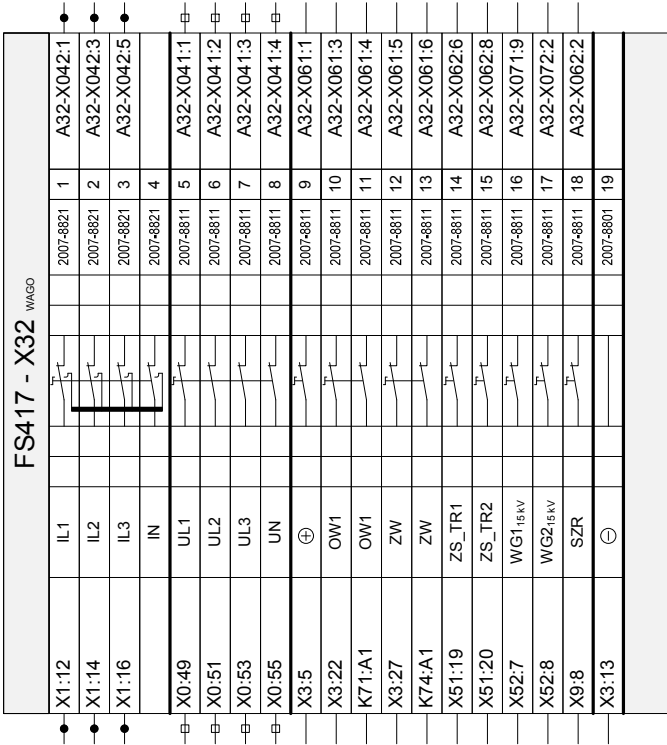 FS417 - X32 WAGO
X1:12 IL1 2007-8821 1 A32-X042:1
X1:14 IL2 2007-8821 2 A32-X042:3
X1:16 IL3 2007-8821 3 A32-X042:5
IN 2007-8821 4
X0:49 UL1 2007-8811 5 A32-X041:1
X0:51 UL2 2007-8811 6 A32-X041:2
X0:53 UL3 2007-8811 7 A32-X041:3
X0:55 UN 2007-8811 8 A32-X041:4
X3:5 ⊕ 2007-8811 9 A32-X061:1
X3:22 OW1 2007-8811 10 A32-X061:3
K71:A1 OW1 2007-8811 11 A32-X061:4
X3:27 ZW 2007-8811 12 A32-X061:5
K74:A1 ZW 2007-8811 13 A32-X061:6
X51:19 ZS_TR1 2007-8811 14 A32-X062:6
X51:20 ZS_TR2 2007-8811 15 A32-X062:8
X52:7 WG1 15 kV 2007-8811 16 A32-X071:9
X52:8 WG2 15 kV 2007-8811 17 A32-X072:2
X9:8 SZR 2007-8811 18 A32-X062:2
X3:13 ⊖ 2007-8801 19